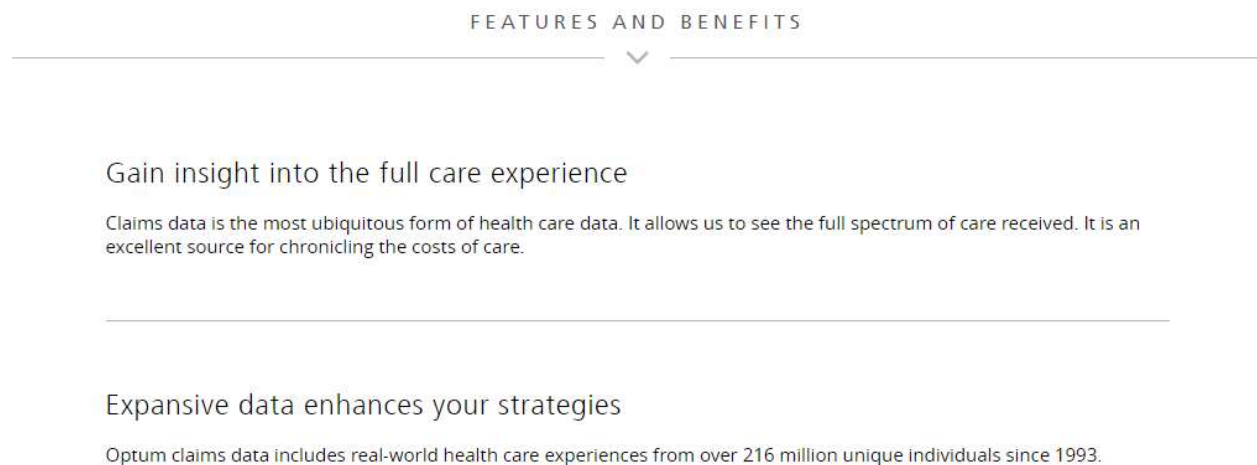 FEATURES AND BENEFITS
Gain insight into the full care experience
Claims data is the most ubiquitous form of health care data. It allows us to see the full spectrum of care received. It is an
excellent source for chronicling the costs of care.
Expansive data enhances your strategies
Optum claims data includes real-world health care experiences from over 216 million unique individuals since 1993.